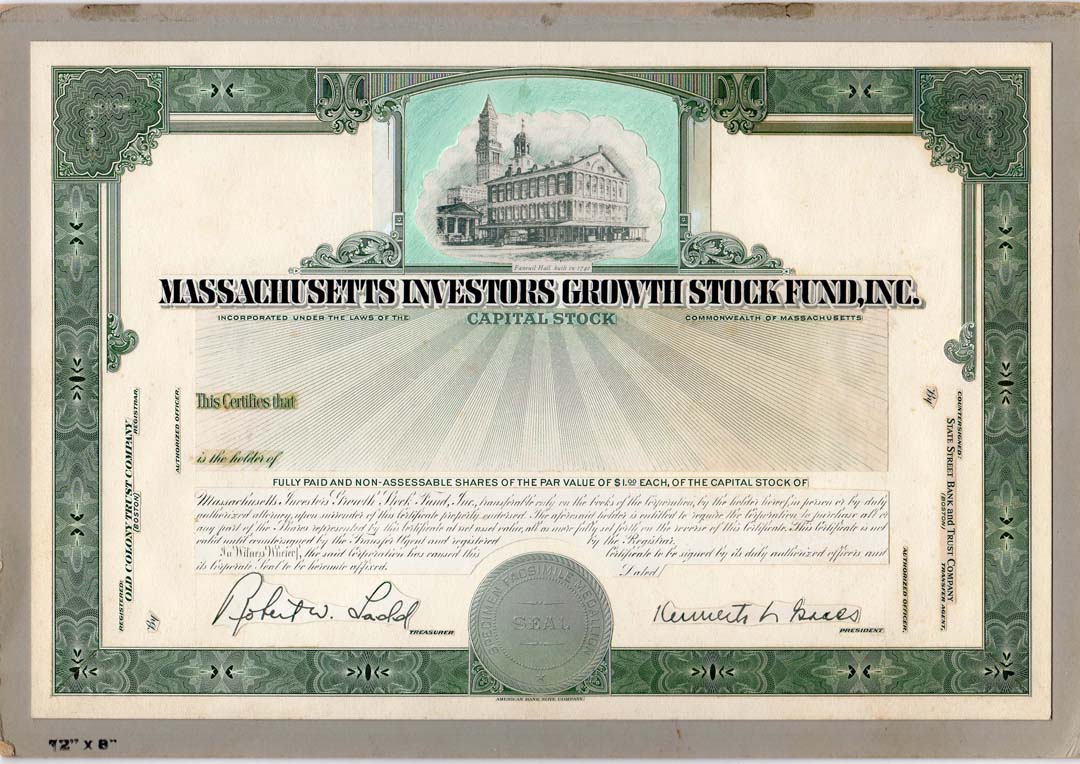 Faneuil Hall built in 1742
MASSACHUSETTS INVESTORS GROWTH STOCK FUND, INC.
INCORPORATED UNDER THE LAWS OF THE CAPITAL STOCK COMMONWEALTH OF MASSACHUSETTS
This Certifies that
is the holder of
FULLY PAID AND NON-ASSESSABLE SHARES OF THE PAR VALUE OF $1.00 EACH, OF THE CAPITAL STOCK OF
Massachusetts Investors Growth Stock Fund, Inc., transferable only on the books of the Corporation, by the holder hereof in person or by duly
authorized attorney upon surrender of this Certificate properly endorsed. The aforesaid holder is entitled to require the Corporation to purchase all or
any part of the Shares represented by this Certificate at net asset value, all as more fully set forth on the reverse of this Certificate. This Certificate is not
valid until countersigned by the Transfer Agent and registered by the Registrar.
In Witness Whereof, the said Corporation has caused this Certificate to be signed by its duly authorized officers and
its Corporate Seal to be hereunto affixed. Dated
Robert W. Ladd
TREASURER
SEAL
Kenneth L. Isaacs
PRESIDENT
AMERICAN BANK NOTE COMPANY
REGISTERED:
OLD COLONY TRUST COMPANY
(BOSTON) REGISTRAR,
By
AUTHORIZED OFFICER.
COUNTERSIGNED:
STATE STREET BANK AND TRUST COMPANY
(BOSTON) TRANSFER AGENT,
By
AUTHORIZED OFFICER.
12" x 8"